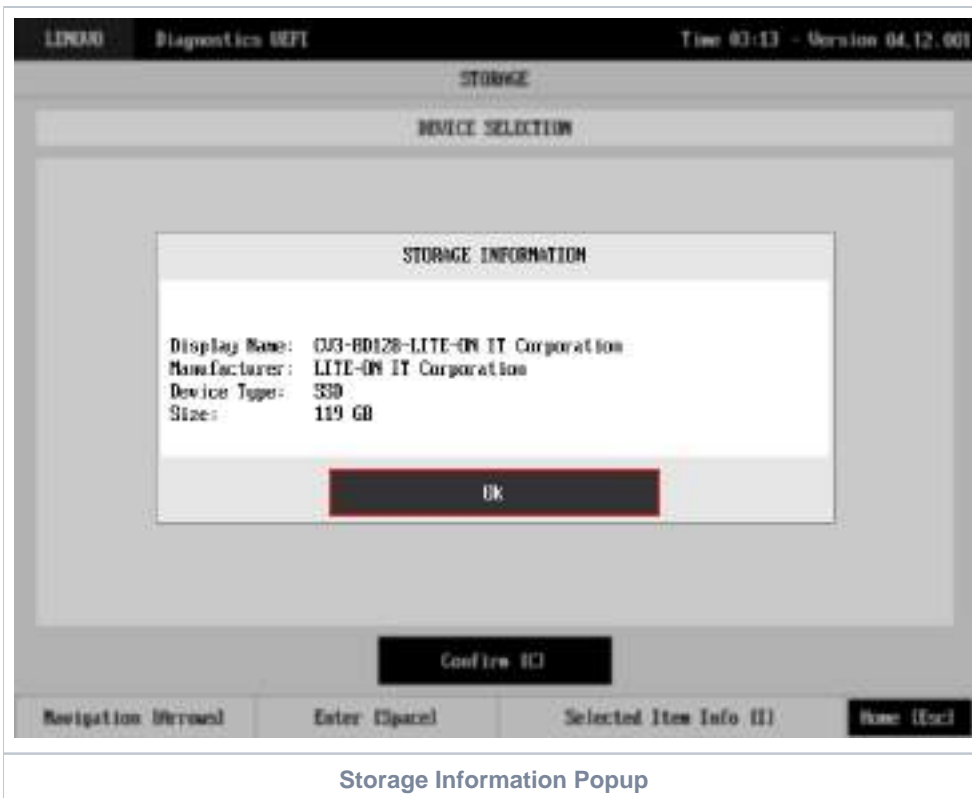 LENOVO Diagnostics UEFI Time 03:13 - Version 04.12.001
STORAGE
DEVICE SELECTION
STORAGE INFORMATION
Display Name: CV3-8D128-LITE-ON IT Corporation
Manufacturer: LITE-ON IT Corporation
Device Type: SSD
Size: 119 GB
Ok
Confirm [C]
Navigation [Arrows] Enter [Space] Selected Item Info [I] Home [Esc]
Storage Information Popup